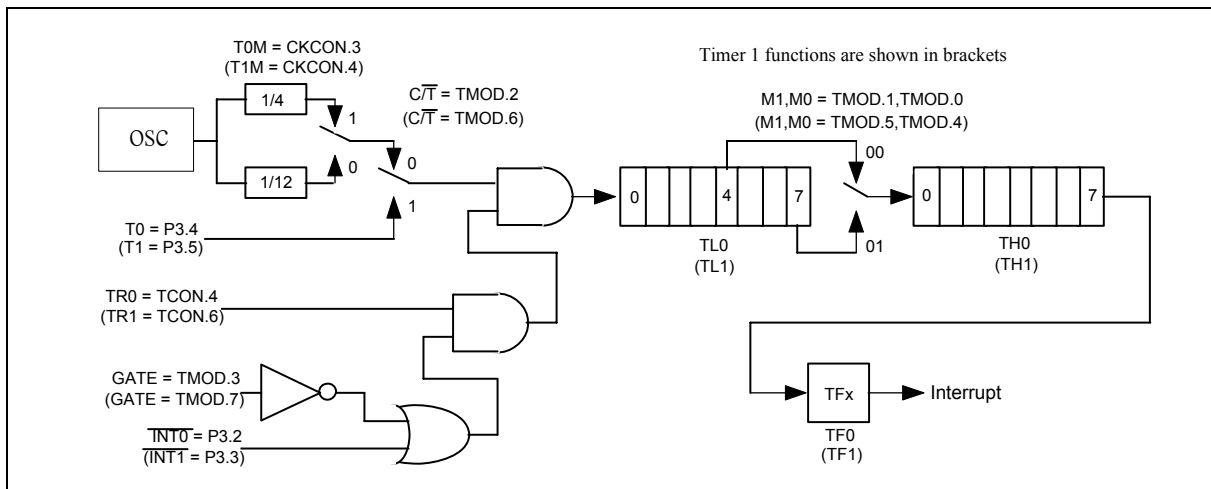 T0M = CKCON.3
(T1M = CKCON.4)
Timer 1 functions are shown in brackets
1/4
C/T̅ = TMOD.2
(C/T̅ = TMOD.6)
M1,M0 = TMOD.1,TMOD.0
(M1,M0 = TMOD.5,TMOD.4)
OSC
1
0
1/12
0
1
00
01
0
4
7
0
7
T0 = P3.4
(T1 = P3.5)
TL0
(TL1)
TH0
(TH1)
TR0 = TCON.4
(TR1 = TCON.6)
GATE = TMOD.3
(GATE = TMOD.7)
TFx
Interrupt
TF0
(TF1)
I̅N̅T̅0̅ = P3.2
(I̅N̅T̅1̅ = P3.3)